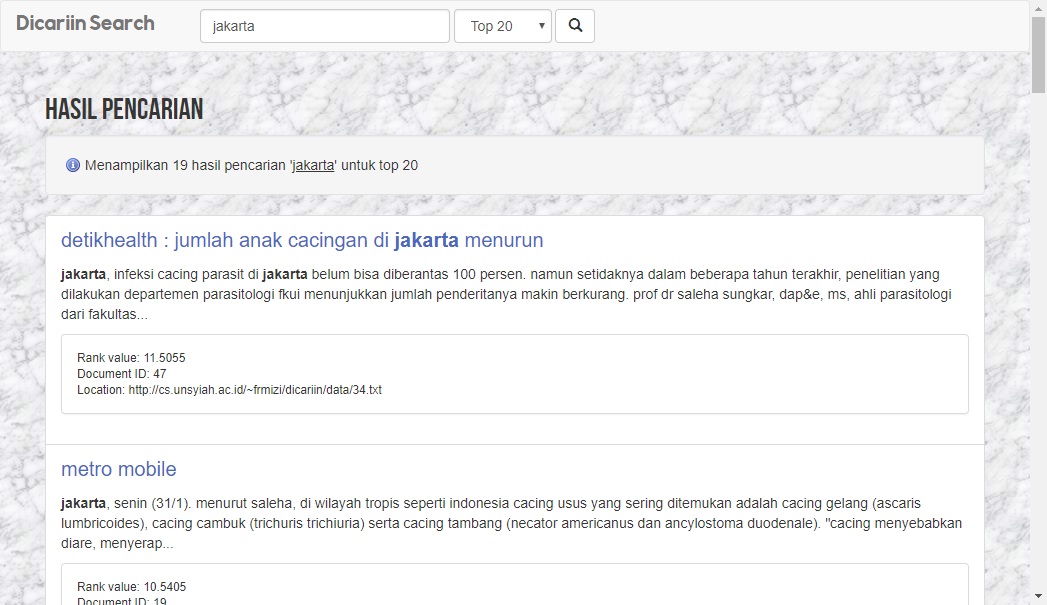 Dicariin Search
jakarta
Top 20
HASIL PENCARIAN
Menampilkan 19 hasil pencarian 'jakarta' untuk top 20
detikhealth : jumlah anak cacingan di jakarta menurun
jakarta, infeksi cacing parasit di jakarta belum bisa diberantas 100 persen. namun setidaknya dalam beberapa tahun terakhir, penelitian yang
dilakukan departemen parasitologi fkui menunjukkan jumlah penderitanya makin berkurang. prof dr saleha sungkar, dap&e, ms, ahli parasitologi
dari fakultas...
Rank value: 11.5055
Document ID: 47
Location: http://cs.unsyiah.ac.id/~frmizi/dicariin/data/34.txt
metro mobile
jakarta, senin (31/1). menurut saleha, di wilayah tropis seperti indonesia cacing usus yang sering ditemukan adalah cacing gelang (ascaris
lumbricoides), cacing cambuk (trichuris trichiuria) serta cacing tambang (necator americanus dan ancylostoma duodenale). "cacing menyebabkan
diare, menyerap...
Rank value: 10.5405
Document ID: 19